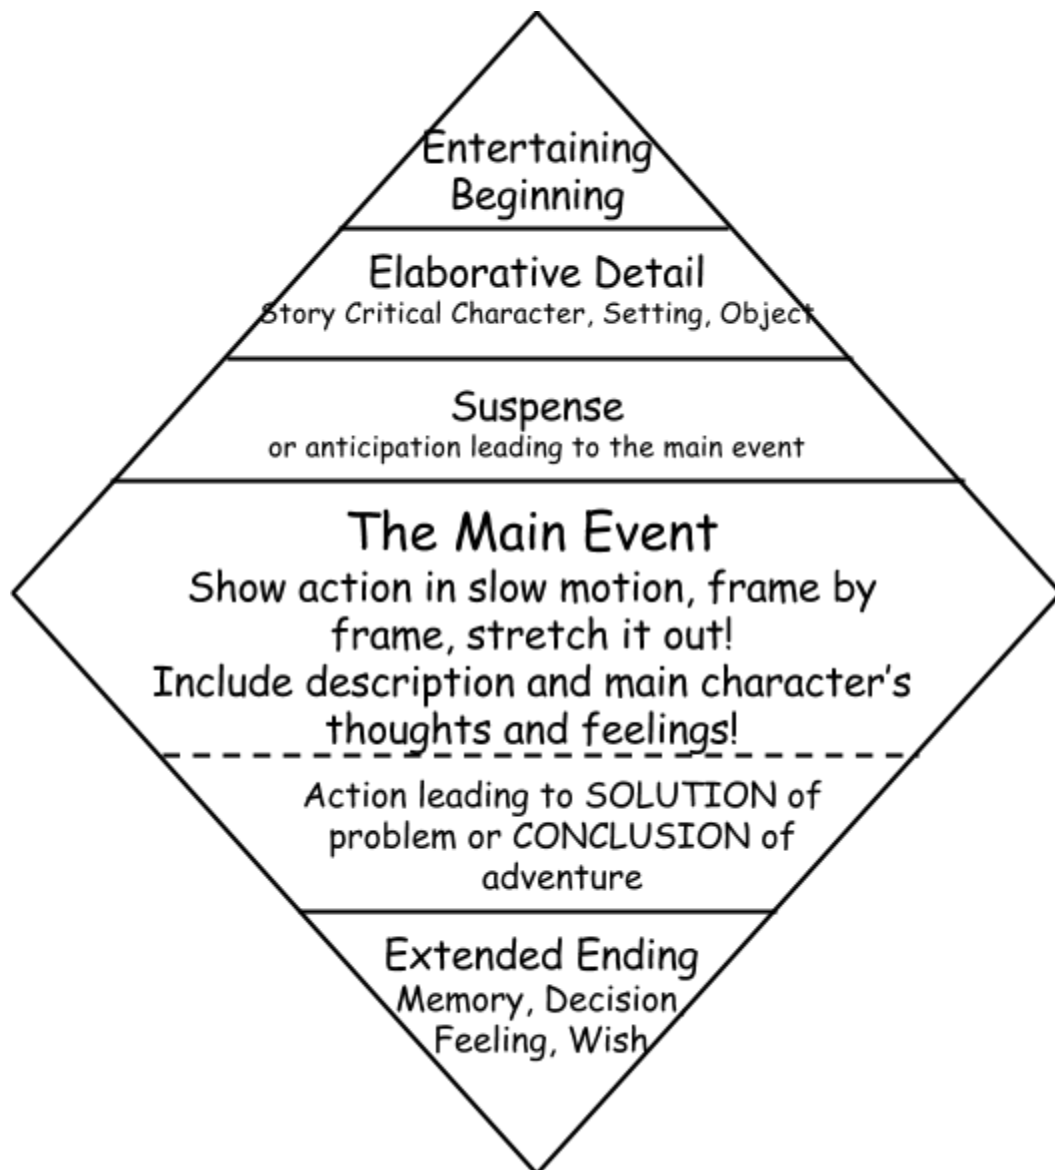 Entertaining
Beginning
Elaborative Detail
Story Critical Character, Setting, Object
Suspense
or anticipation leading to the main event
The Main Event
Show action in slow motion, frame by
frame, stretch it out!
Include description and main character’s
thoughts and feelings!
Action leading to SOLUTION of
problem or CONCLUSION of
adventure
Extended Ending
Memory, Decision
Feeling, Wish